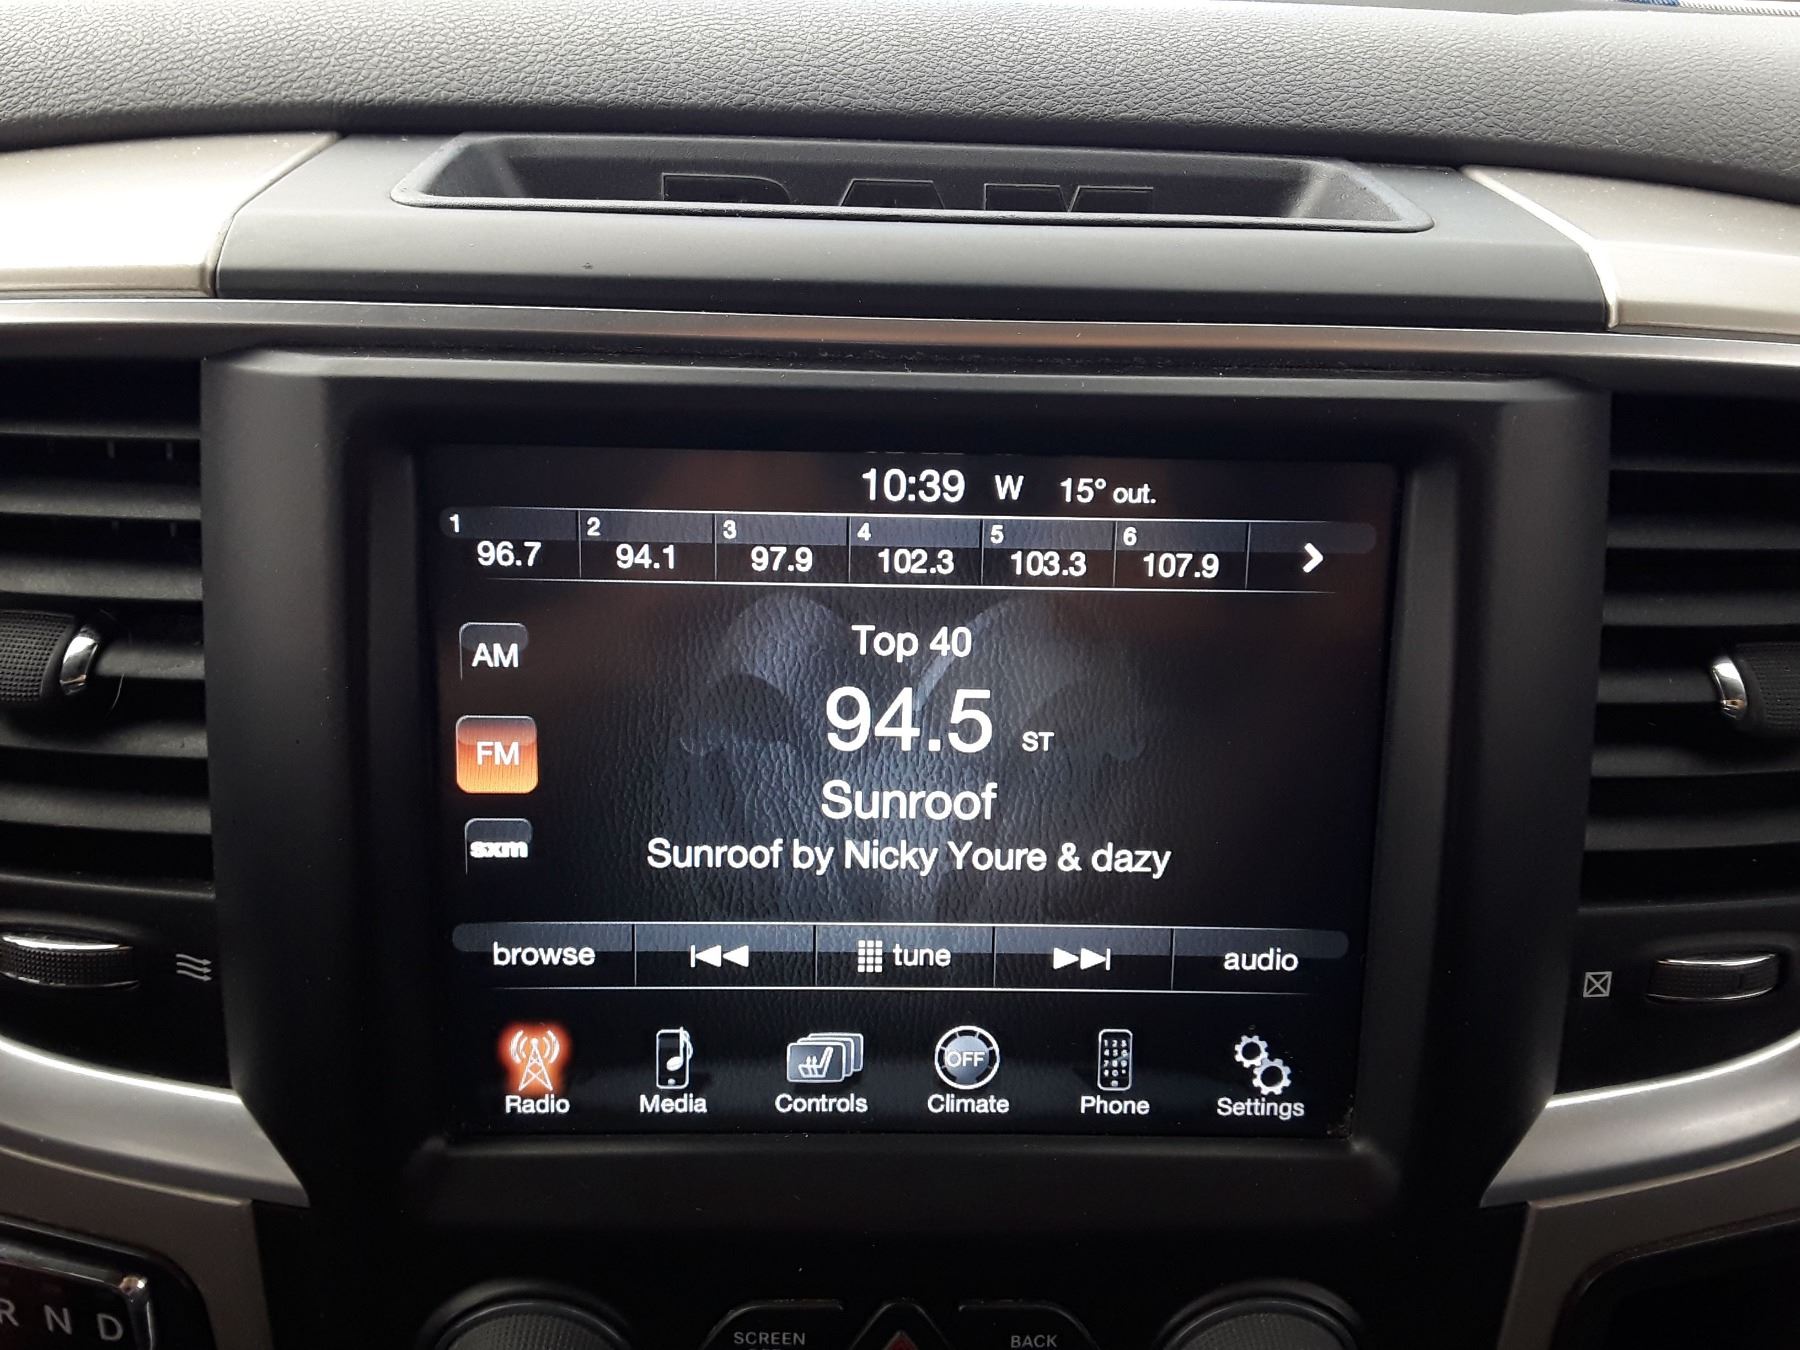 RAM
10:39 W 15° out.
1 2 3 4 5 6
96.7 94.1 97.9 102.3 103.3 107.9
Top 40
AM
94.5 ST
FM
Sunroof
sxm
Sunroof by Nicky Youre & dazy
browse tune audio
OFF
Radio Media Controls Climate Phone Settings
R N D
SCREEN
BACK